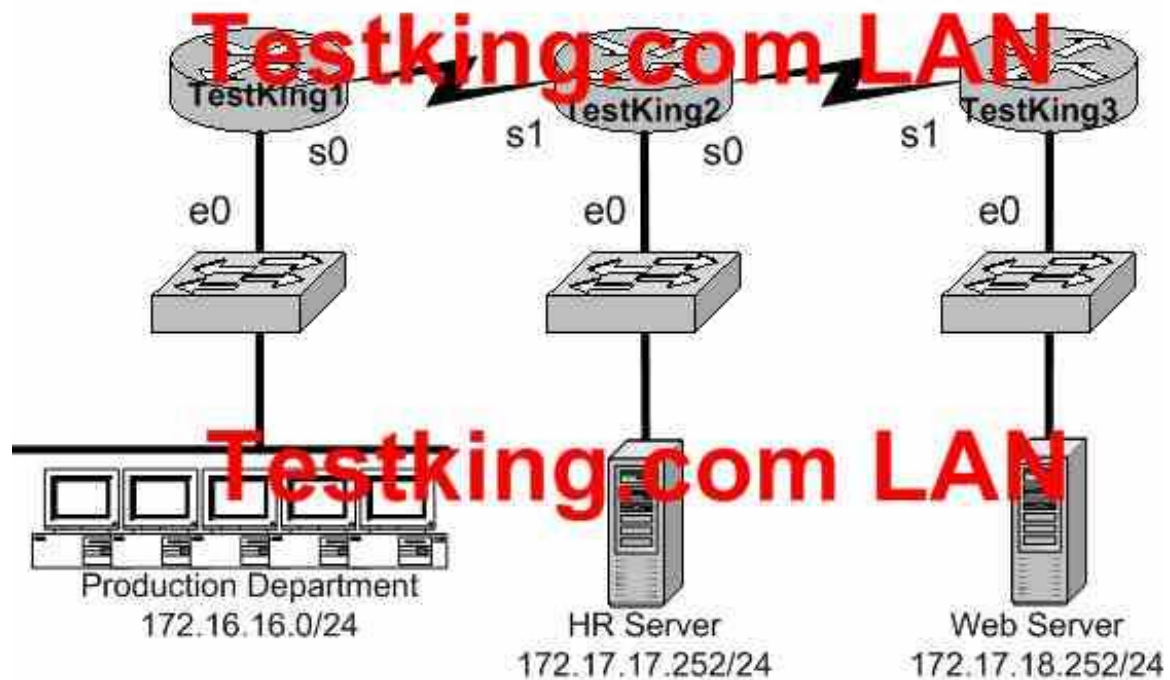 Testking.com LAN
TestKing1
TestKing2
TestKing3
s0
s1
s0
s1
e0
e0
e0
Testking.com LAN
Production Department
172.16.16.0/24
HR Server
172.17.17.252/24
Web Server
172.17.18.252/24